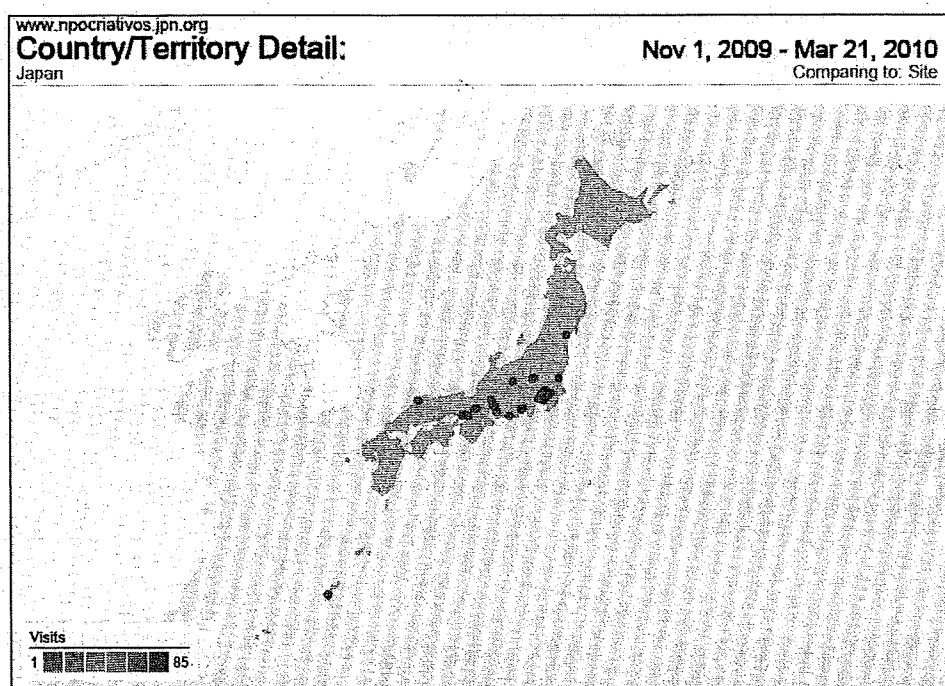 www.npocriativos.jpn.org
Country/Territory Detail:
Japan
Nov 1, 2009 - Mar 21, 2010
Comparing to: Site
Visits
1 85